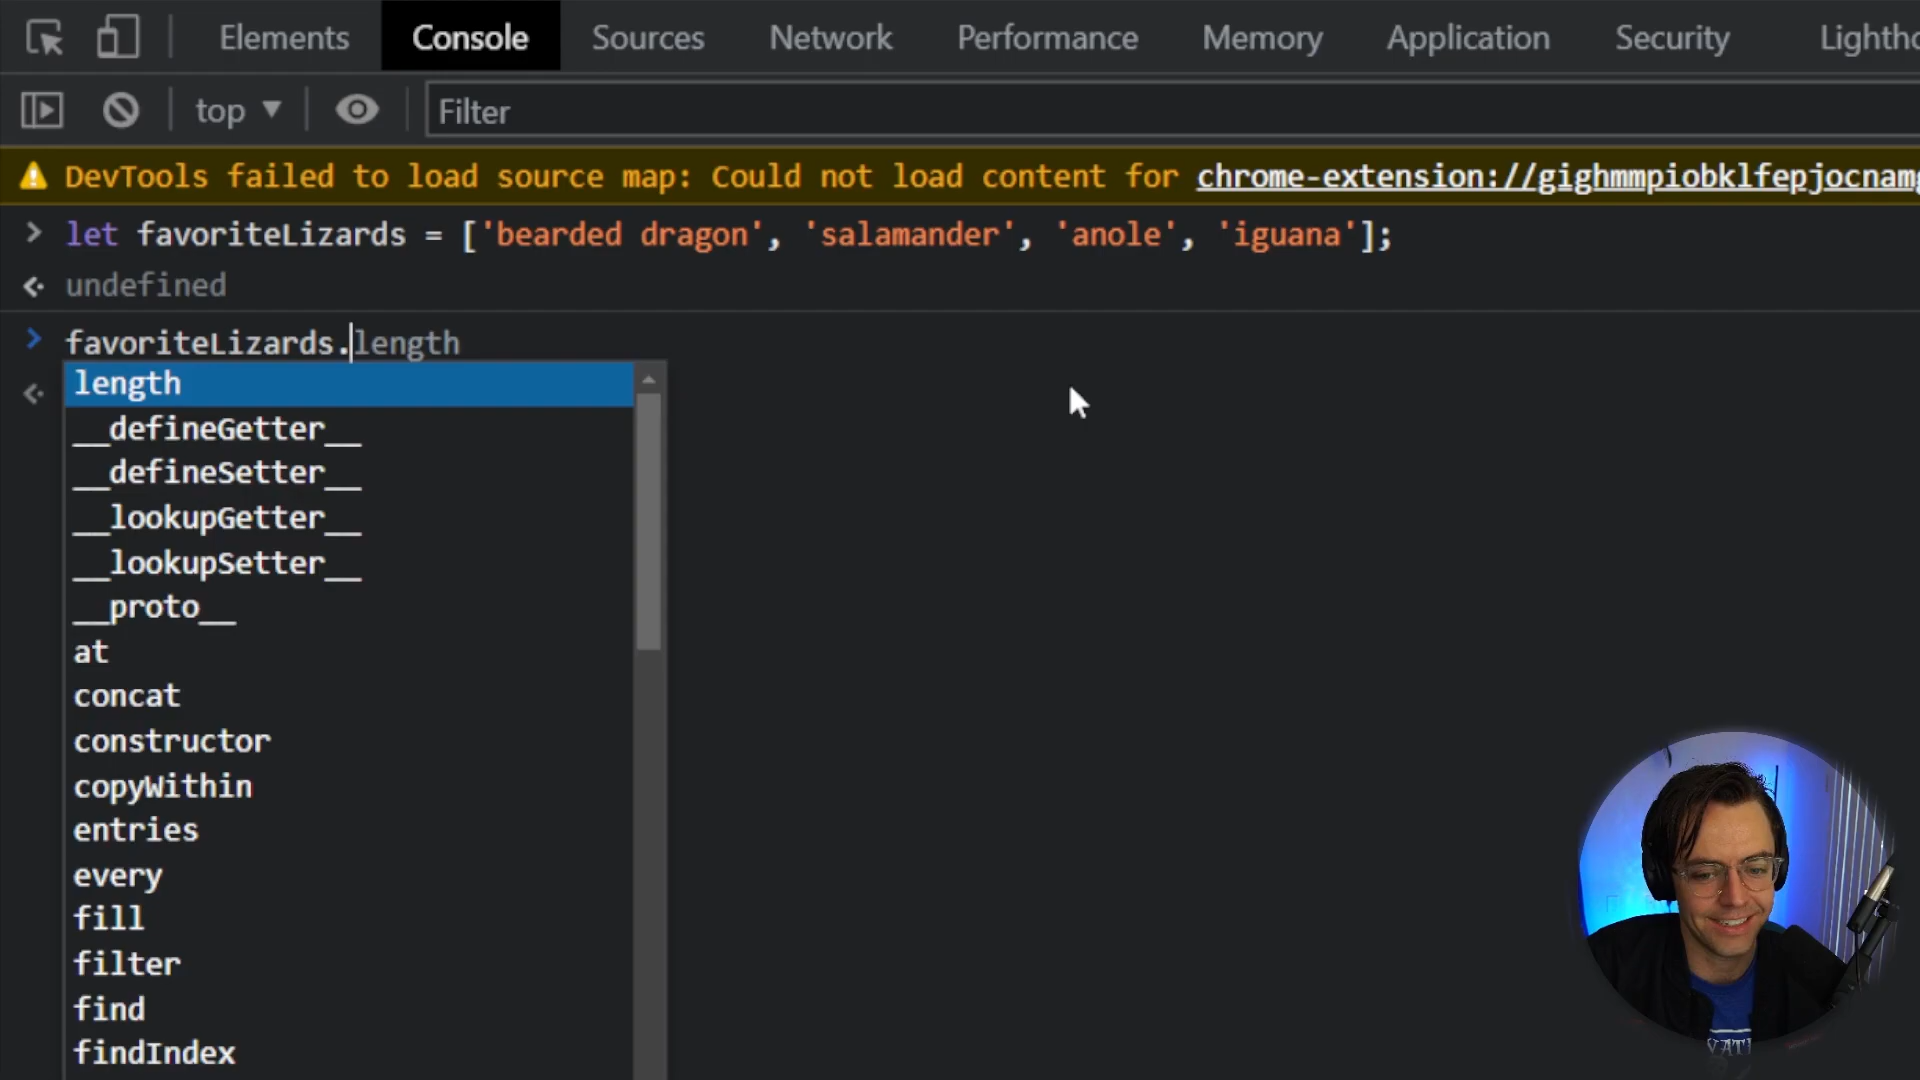 Elements Console Sources Network Performance Memory Application Security Lightho
top Filter
DevTools failed to load source map: Could not load content for chrome-extension://gighmmpiobklfepjocnamg
> let favoriteLizards = ['bearded dragon', 'salamander', 'anole', 'iguana'];
undefined
> favoriteLizards.length
length
__defineGetter__
__defineSetter__
__lookupGetter__
__lookupSetter__
__proto__
at
concat
constructor
copyWithin
entries
every
fill
filter
find
findIndex